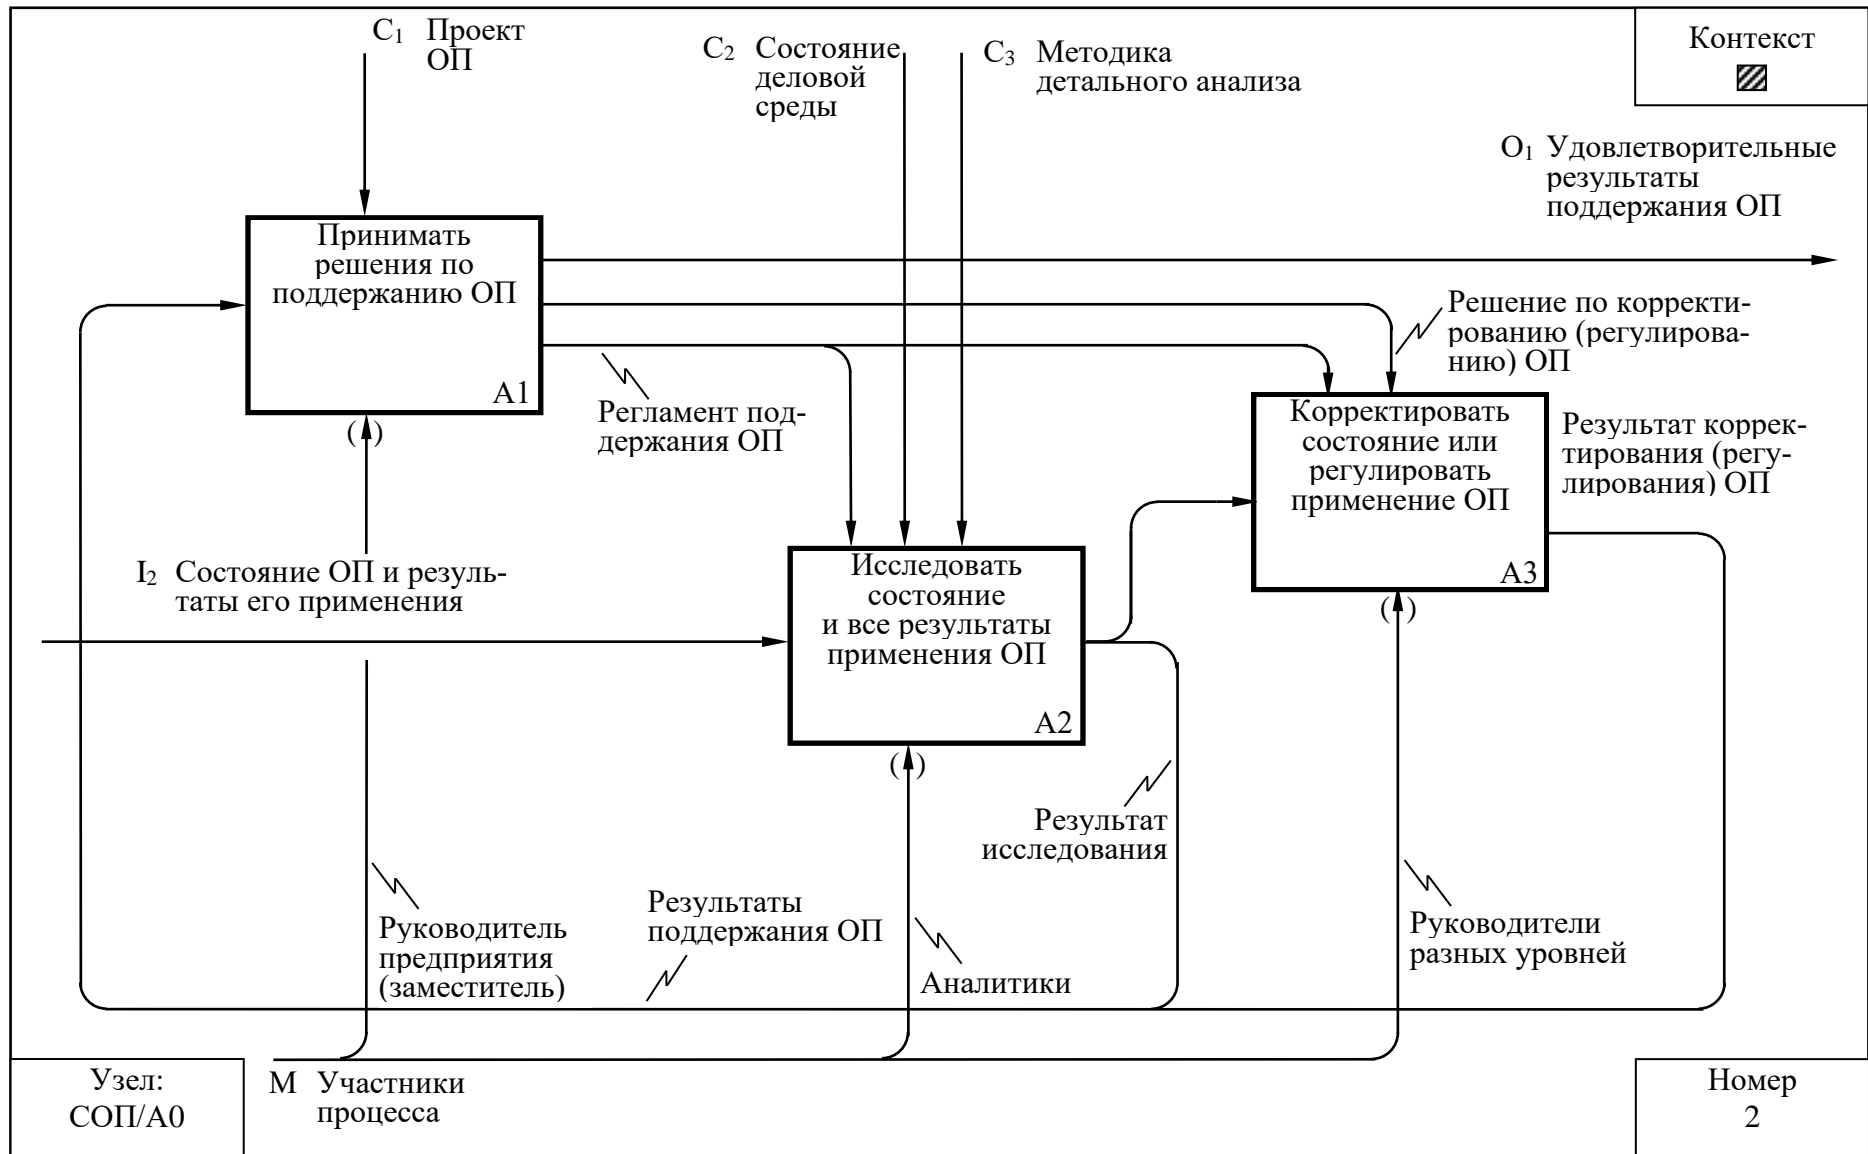 C1 Проект
ОП
C2 Состояние
деловой
среды
C3 Методика
детального анализа
Контекст
O1 Удовлетворительные
результаты
поддержания ОП
Принимать
решения по
поддержанию ОП
A1
Решение по корректи-
рованию (регулирова-
нию) ОП
Регламент под-
держания ОП
( )
Корректировать
состояние или
регулировать
применение ОП
A3
Результат коррек-
тирования (регу-
лирования) ОП
I2 Состояние ОП и резуль-
таты его применения
Исследовать
состояние
и все результаты
применения ОП
A2
( )
( )
Результат
исследования
Руководитель
предприятия
(заместитель)
Результаты
поддержания ОП
Аналитики
Руководители
разных уровней
Узел:
СОП/А0
M Участники
процесса
Номер
2